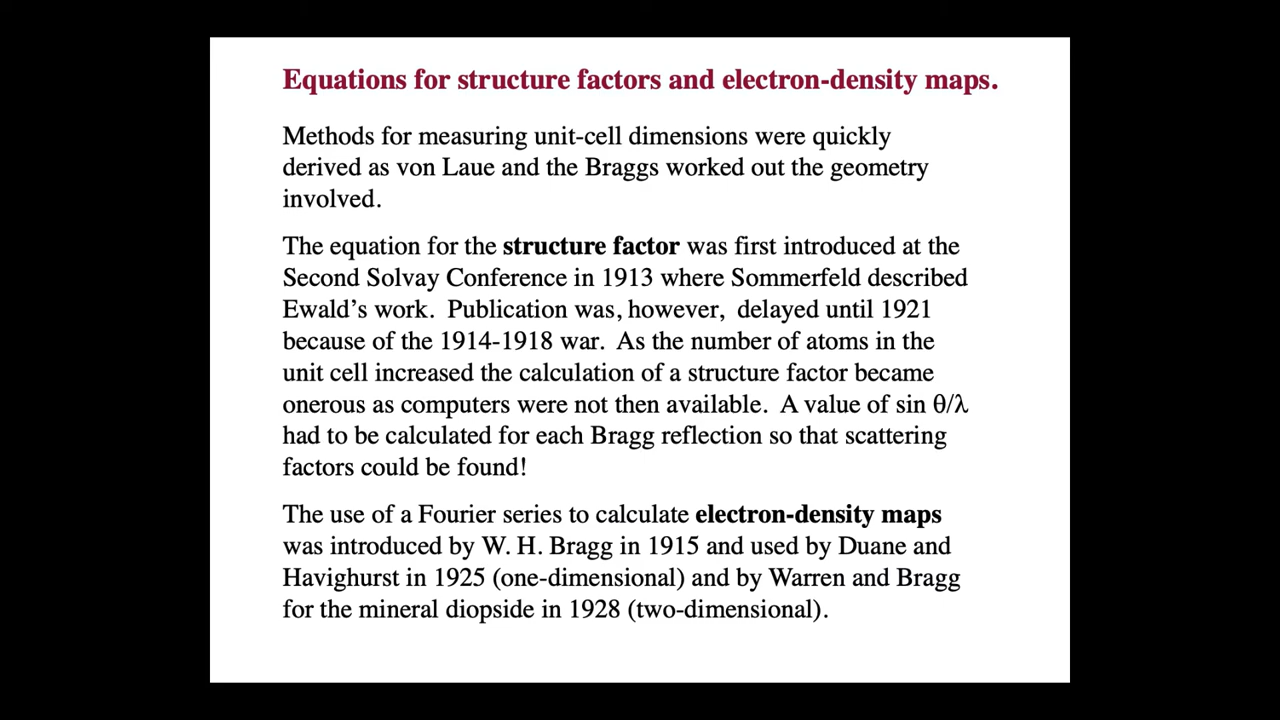 Equations for structure factors and electron-density maps.
Methods for measuring unit-cell dimensions were quickly
derived as von Laue and the Braggs worked out the geometry
involved.
The equation for the structure factor was first introduced at the
Second Solvay Conference in 1913 where Sommerfeld described
Ewald’s work.  Publication was, however,  delayed until 1921
because of the 1914-1918 war.  As the number of atoms in the
unit cell increased the calculation of a structure factor became
onerous as computers were not then available.  A value of sin θ/λ
had to be calculated for each Bragg reflection so that scattering
factors could be found!
The use of a Fourier series to calculate electron-density maps
was introduced by W. H. Bragg in 1915 and used by Duane and
Havighurst in 1925 (one-dimensional) and by Warren and Bragg
for the mineral diopside in 1928 (two-dimensional).